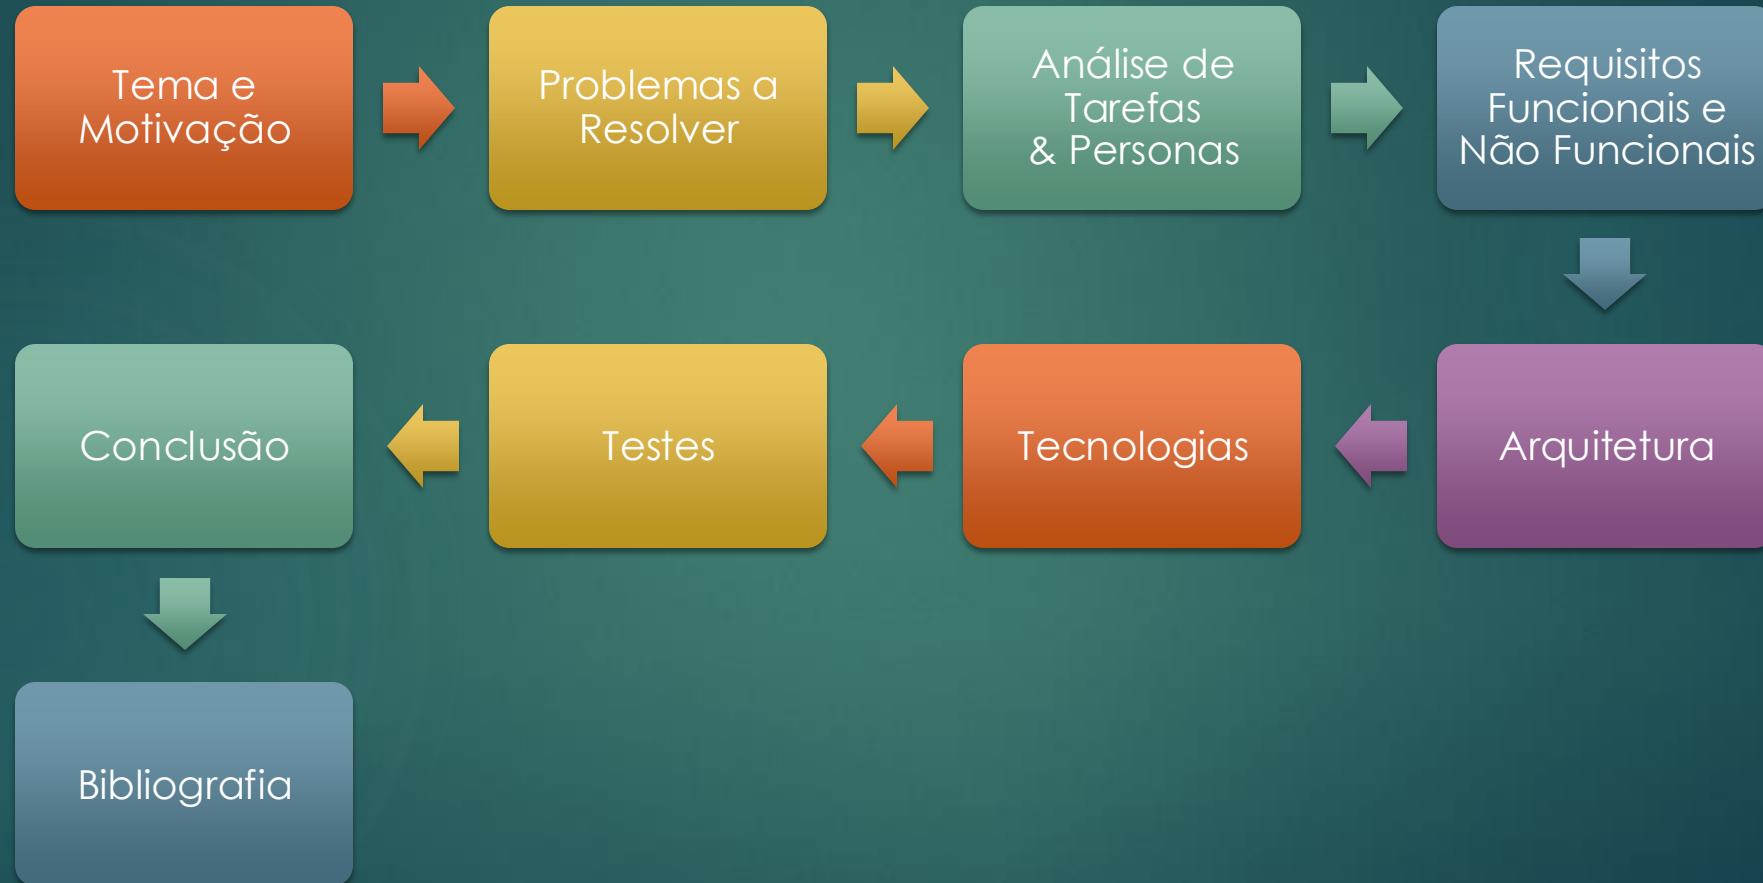 Tema e
Motivação
Problemas a
Resolver
Análise de
Tarefas
& Personas
Requisitos
Funcionais e
Não Funcionais
Arquitetura
Tecnologias
Testes
Conclusão
Bibliografia